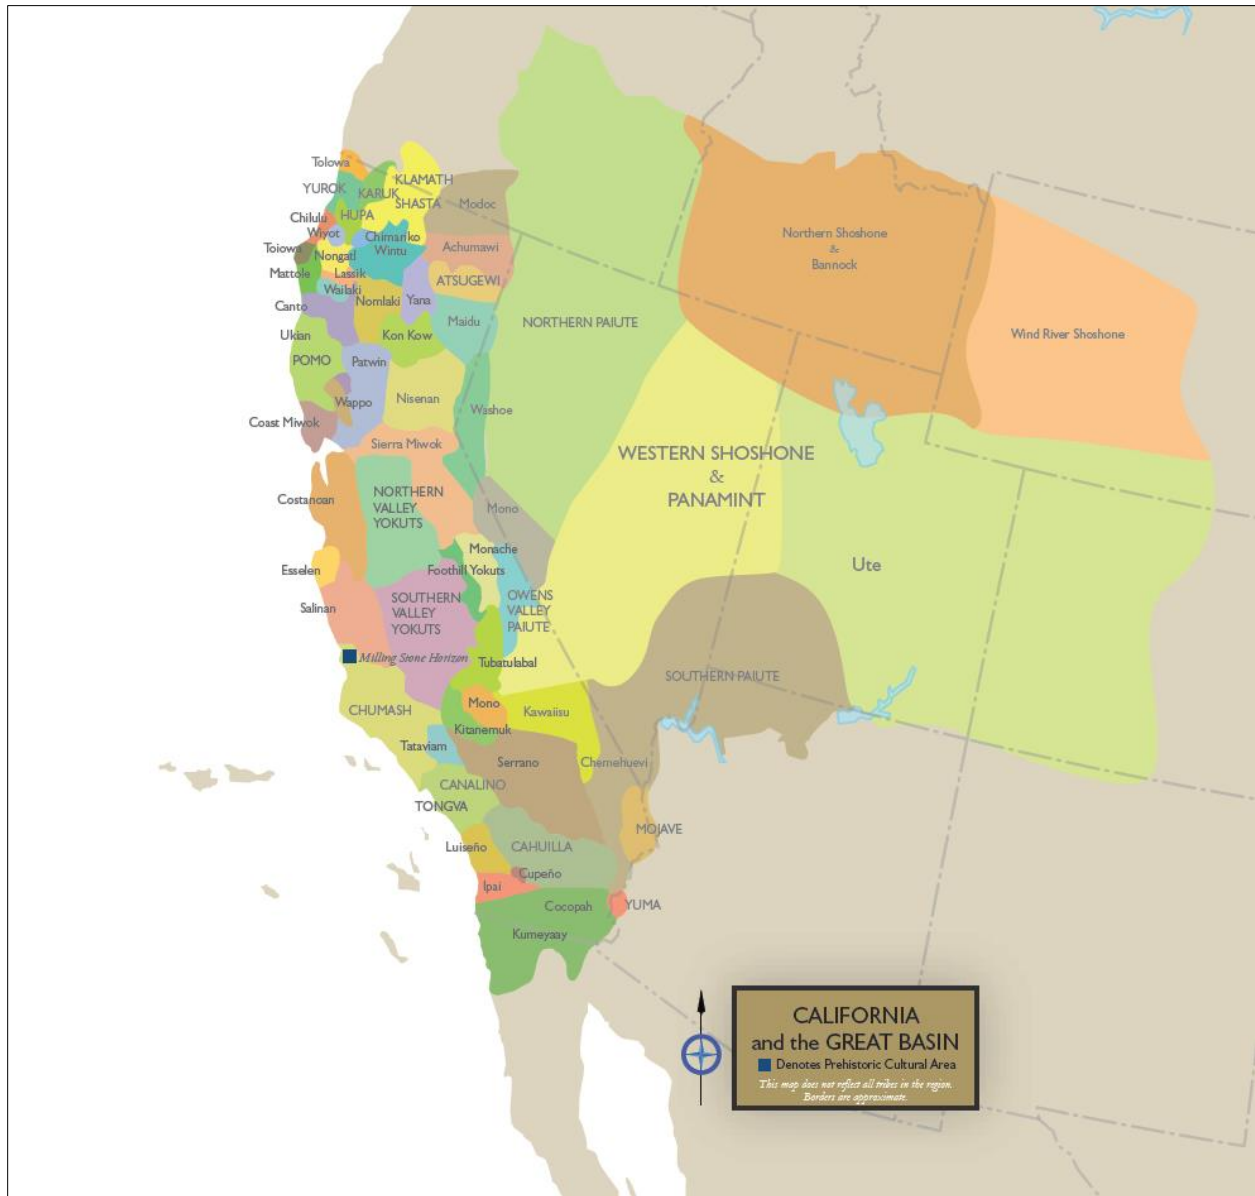 Tolowa
YUROK
KARUK
KLAMATH
SHASTA
Modoc
Chilulu
HUPA
Wiyot
Chimariko
Wintu
Achumawi
Toiowa
Nongatl
Mattole
Lassik
ATSUGEWI
Wailaki
Canto
Nomlaki
Yana
Maidu
NORTHERN PAIUTE
Ukian
Kon Kow
POMO
Patwin
Wappo
Nisenan
Washoe
Coast Miwok
Sierra Miwok
Northern Shoshone
&
Bannock
Wind River Shoshone
WESTERN SHOSHONE
&
PANAMINT
Costanoan
NORTHERN
VALLEY
YOKUTS
Mono
Monache
Foothill Yokuts
Esselen
Salinan
SOUTHERN
VALLEY
YOKUTS
OWENS
VALLEY
PAIUTE
Ute
Milling Stone Horizon
Tubatulabal
SOUTHERN PAIUTE
CHUMASH
Mono
Kawaiisu
Kitanemuk
Tataviam
Serrano
Chemehuevi
CANALINO
TONGVA
MOJAVE
Luiseño
CAHUILLA
Cupeño
Ipai
Cocopah
YUMA
Kumeyaay
CALIFORNIA
and the GREAT BASIN
Denotes Prehistoric Cultural Area
This map does not reflect all tribes in the region.
Borders are approximate.